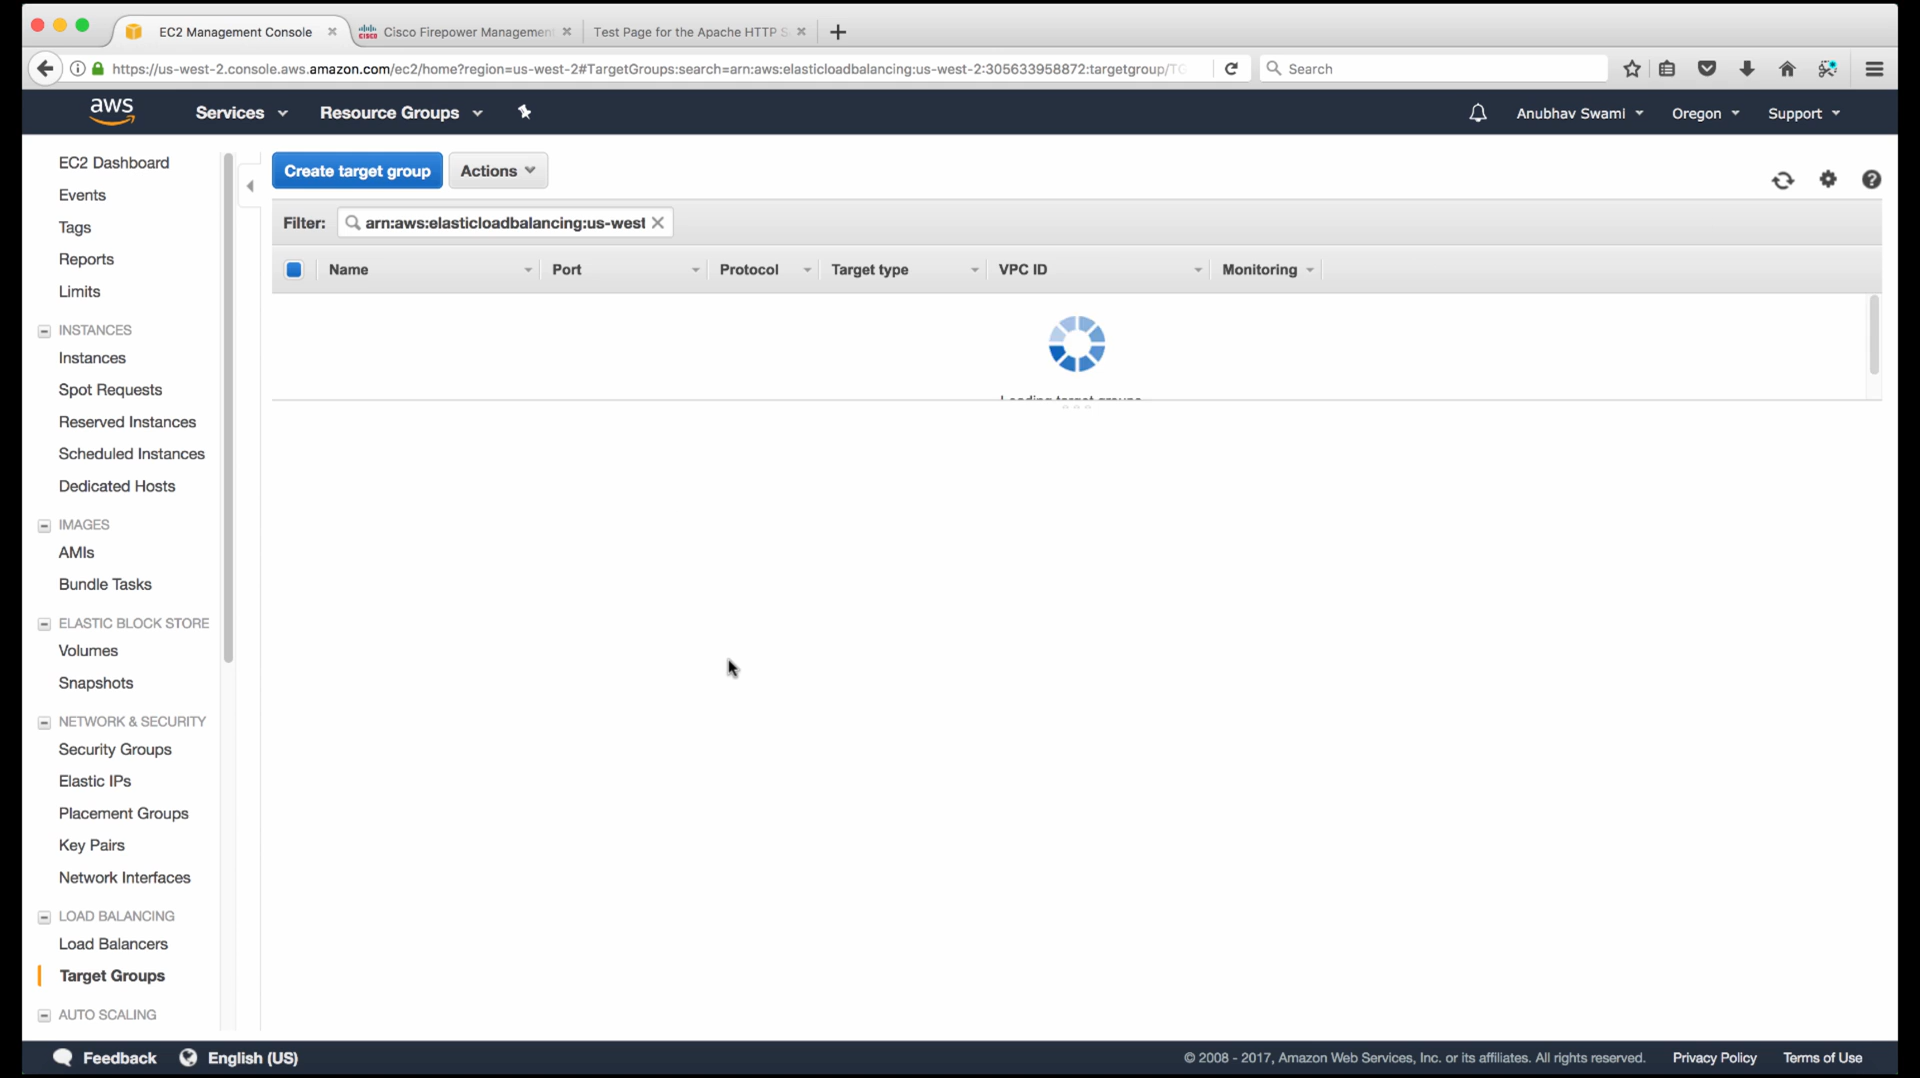 EC2 Management Console
Cisco Firepower Management
Test Page for the Apache HTTP S
https://us-west-2.console.aws.amazon.com/ec2/home?region=us-west-2#TargetGroups:search=arn:aws:elasticloadbalancing:us-west-2:305633958872:targetgroup/TG
Search
aws
Services
Resource Groups
Anubhav Swami
Oregon
Support
EC2 Dashboard
Events
Tags
Reports
Limits
INSTANCES
Instances
Spot Requests
Reserved Instances
Scheduled Instances
Dedicated Hosts
IMAGES
AMIs
Bundle Tasks
ELASTIC BLOCK STORE
Volumes
Snapshots
NETWORK & SECURITY
Security Groups
Elastic IPs
Placement Groups
Key Pairs
Network Interfaces
LOAD BALANCING
Load Balancers
Target Groups
AUTO SCALING
Create target group
Actions
Filter: arn:aws:elasticloadbalancing:us-west
Name Port Protocol Target type VPC ID Monitoring
Loading target groups
Feedback
English (US)
© 2008 - 2017, Amazon Web Services, Inc. or its affiliates. All rights reserved.
Privacy Policy
Terms of Use